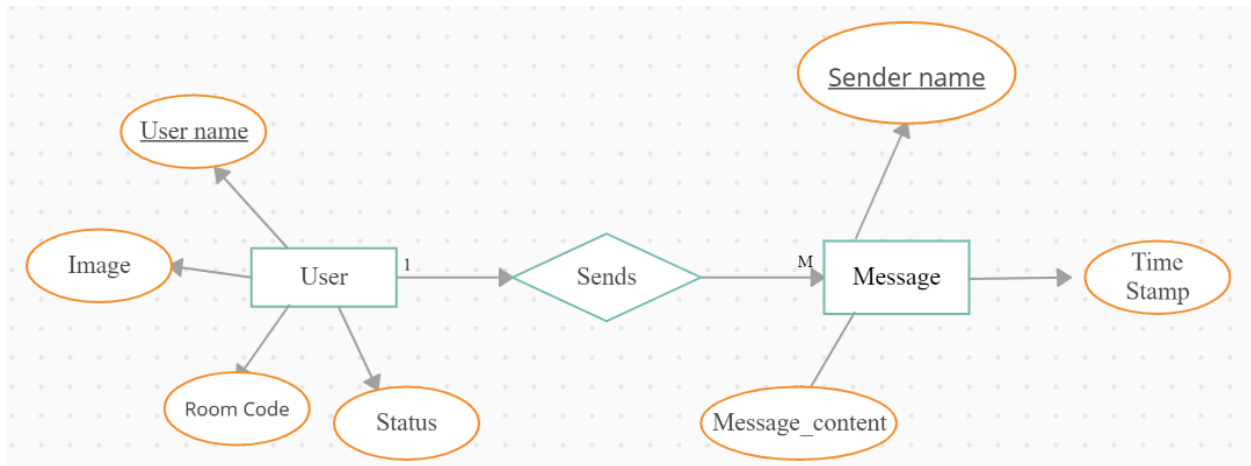 Sender name
User name
Image
User
1
Sends
M
Message
Time
Stamp
Room Code
Status
Message_content